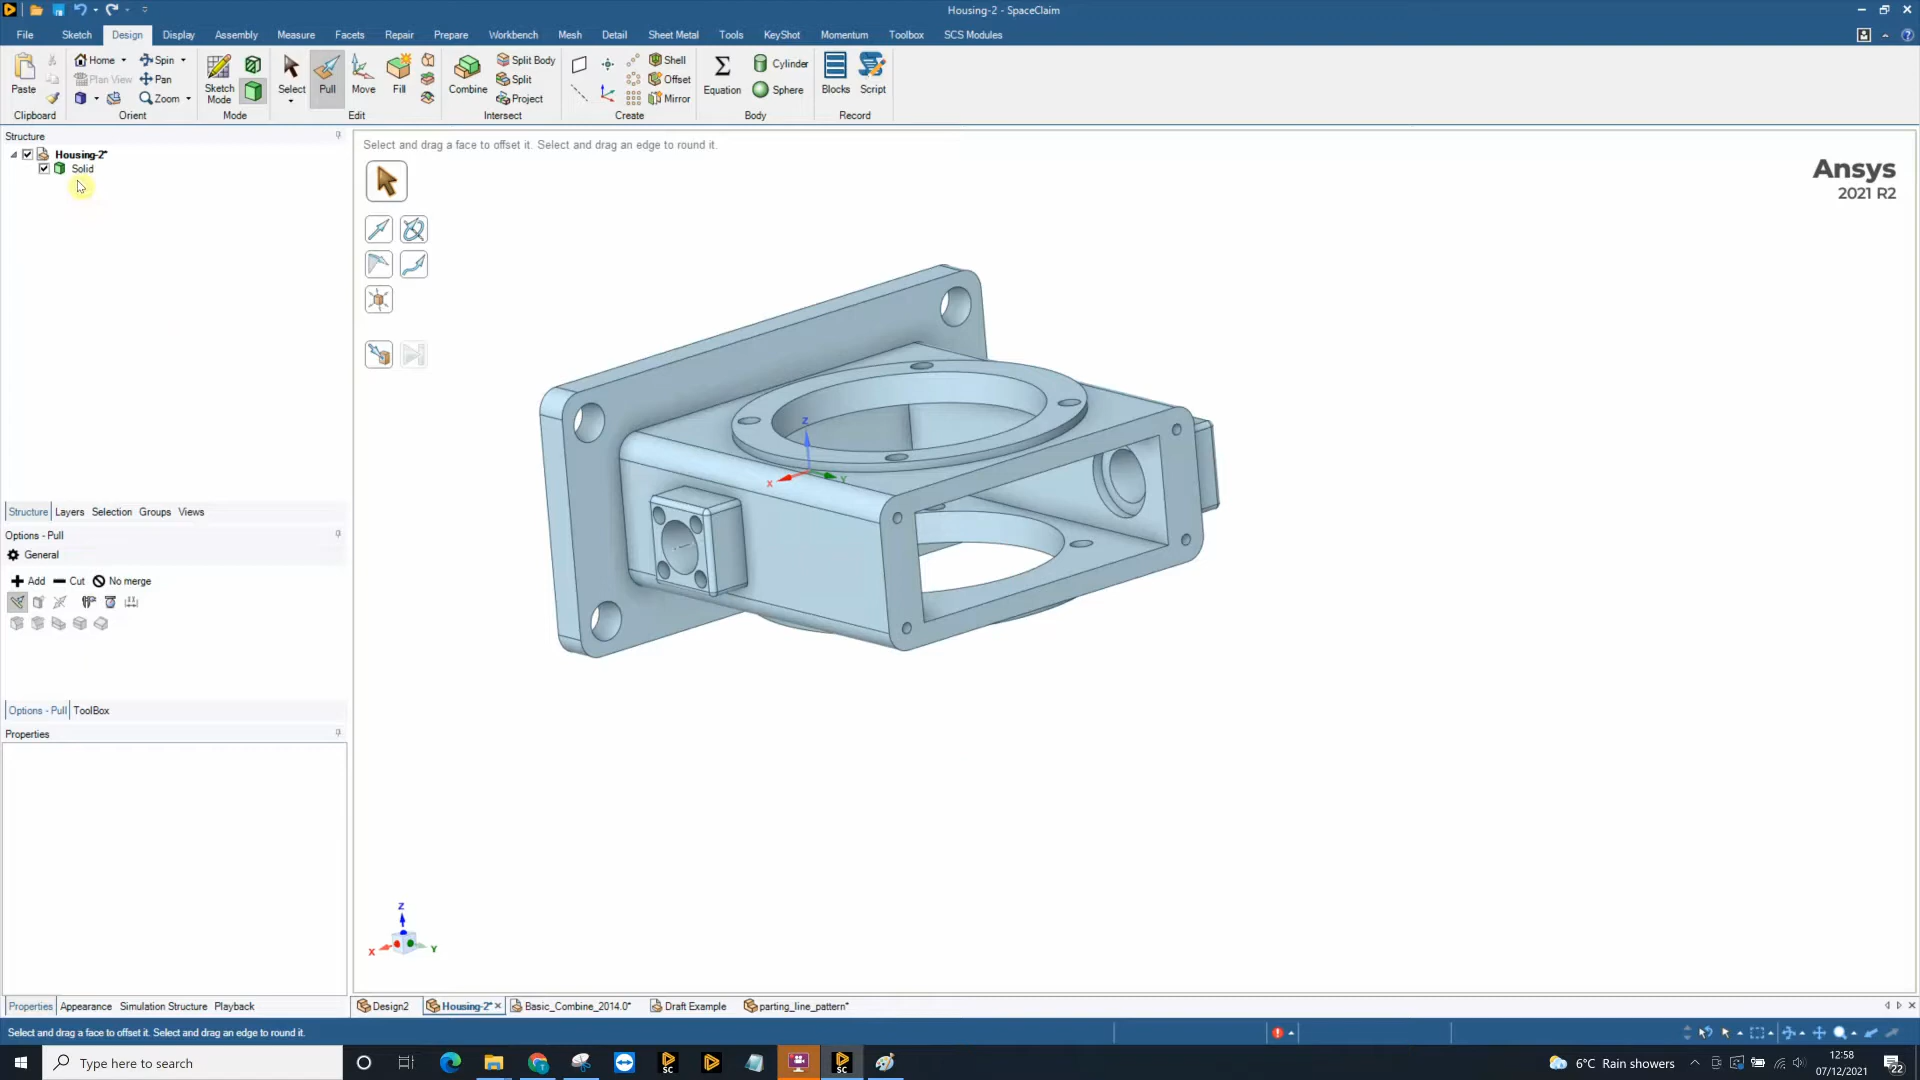 Housing-2 - SpaceClaim
File Sketch Design Display Assembly Measure Facets Repair Prepare Workbench Mesh Detail Sheet Metal Tools KeyShot Momentum Toolbox SCS Modules
Paste
Clipboard
Home Spin
Plan View Pan
Zoom
Orient
Sketch Mode
Mode
Select Pull Move Fill
Edit
Combine Split Body
Split
Project
Intersect
Shell
Offset
Mirror
Create
Equation Cylinder
Sphere
Body
Blocks Script
Record
Structure
Housing-2*
Solid
Structure Layers Selection Groups Views
Options - Pull
General
Add Cut No merge
Options - Pull ToolBox
Properties
Properties Appearance Simulation Structure Playback
Select and drag a face to offset it. Select and drag an edge to round it.
Ansys
2021 R2
Z
X Y
Z
X Y
Design2 Housing-2* Basic_Combine_2014.0* Draft Example parting_line_pattern*
Select and drag a face to offset it. Select and drag an edge to round it.
Type here to search
SC
SC
6°C Rain showers
12:58
07/12/2021
22